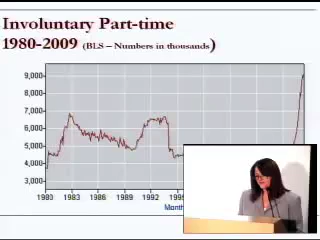 Involuntary Part-time
1980-2009 (BLS – Numbers in thousands)
9,000
8,000
7,000
6,000
5,000
4,000
3,000
1980 1983 1986 1989 1992
Month